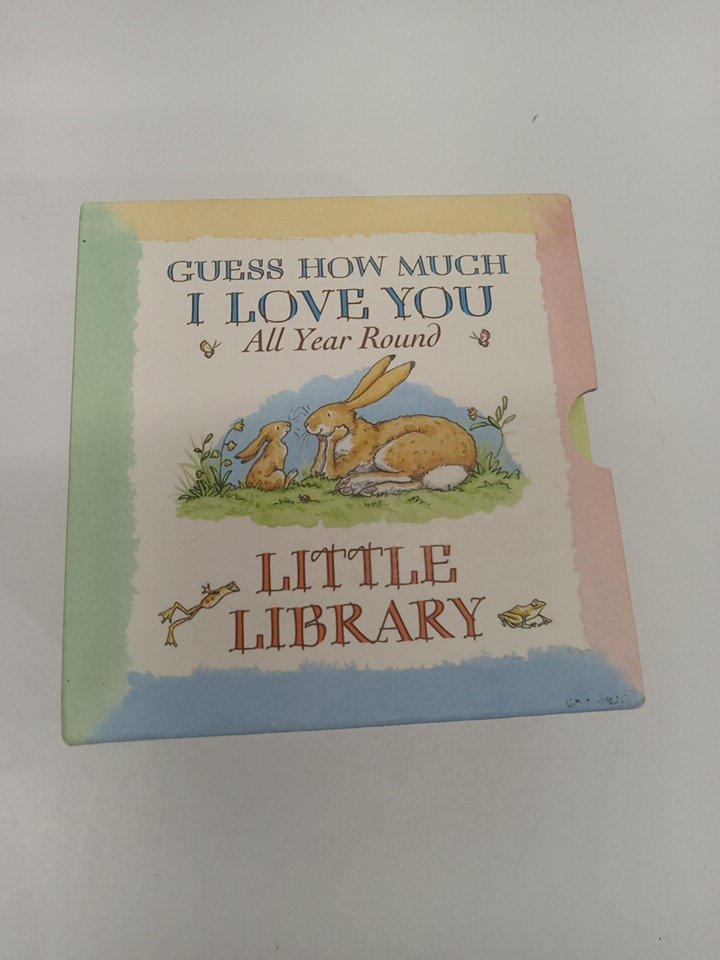 GUESS HOW MUCH
I LOVE YOU
All Year Round
LITTLE
LIBRARY